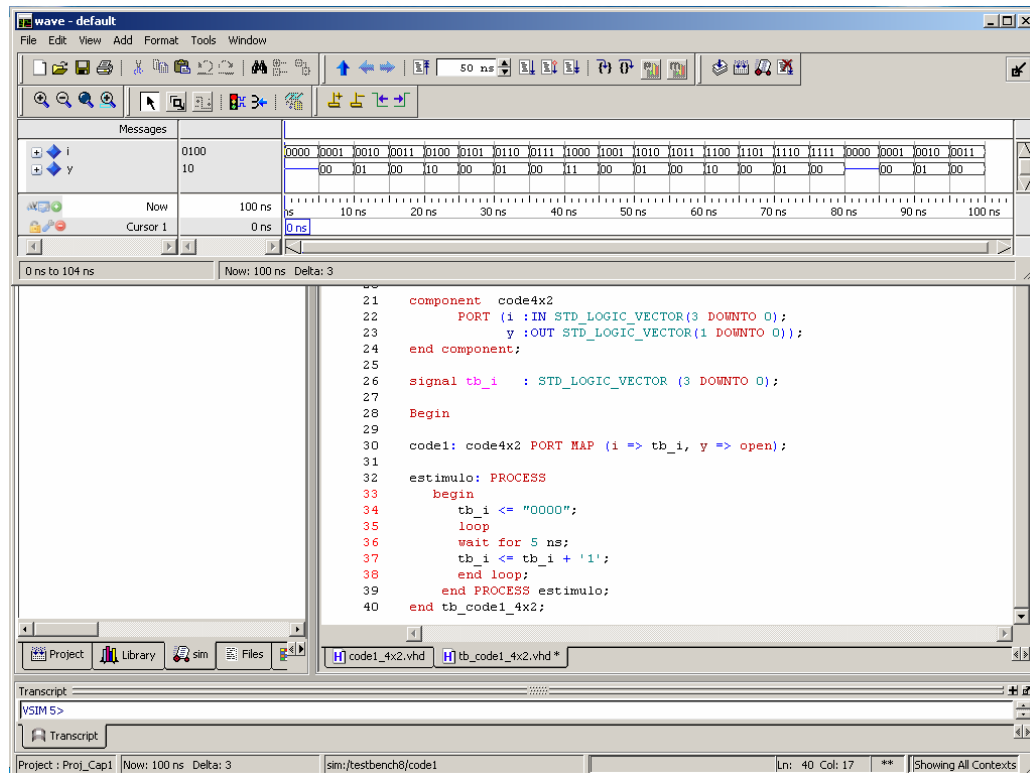 wave - default
File Edit View Add Format Tools Window
50 ns
Messages
i 0100 0000 0001 0010 0011 0100 0101 0110 0111 1000 1001 1010 1011 1100 1101 1110 1111 0000 0001 0010 0011
y 10 00 01 00 10 00 01 00 11 00 01 00 10 00 01 00 00 01 00
Now 100 ns ns 10 ns 20 ns 30 ns 40 ns 50 ns 60 ns 70 ns 80 ns 90 ns 100 ns
Cursor 1 0 ns 0 ns
0 ns to 104 ns Now: 100 ns Delta: 3
21 component code4x2
22 PORT (i :IN STD_LOGIC_VECTOR(3 DOWNTO 0);
23 y :OUT STD_LOGIC_VECTOR(1 DOWNTO 0));
24 end component;
25
26 signal tb_i : STD_LOGIC_VECTOR (3 DOWNTO 0);
27
28 Begin
29
30 code1: code4x2 PORT MAP (i => tb_i, y => open);
31
32 estimulo: PROCESS
33 begin
34 tb_i <= "0000";
35 loop
36 wait for 5 ns;
37 tb_i <= tb_i + '1';
38 end loop;
39 end PROCESS estimulo;
40 end tb_code1_4x2;
Project Library sim Files
code1_4x2.vhd tb_code1_4x2.vhd *
Transcript
VSIM 5>
Transcript
Project : Proj_Cap1 Now: 100 ns Delta: 3 sim:/testbench8/code1 Ln: 40 Col: 17 ** Showing All Contexts